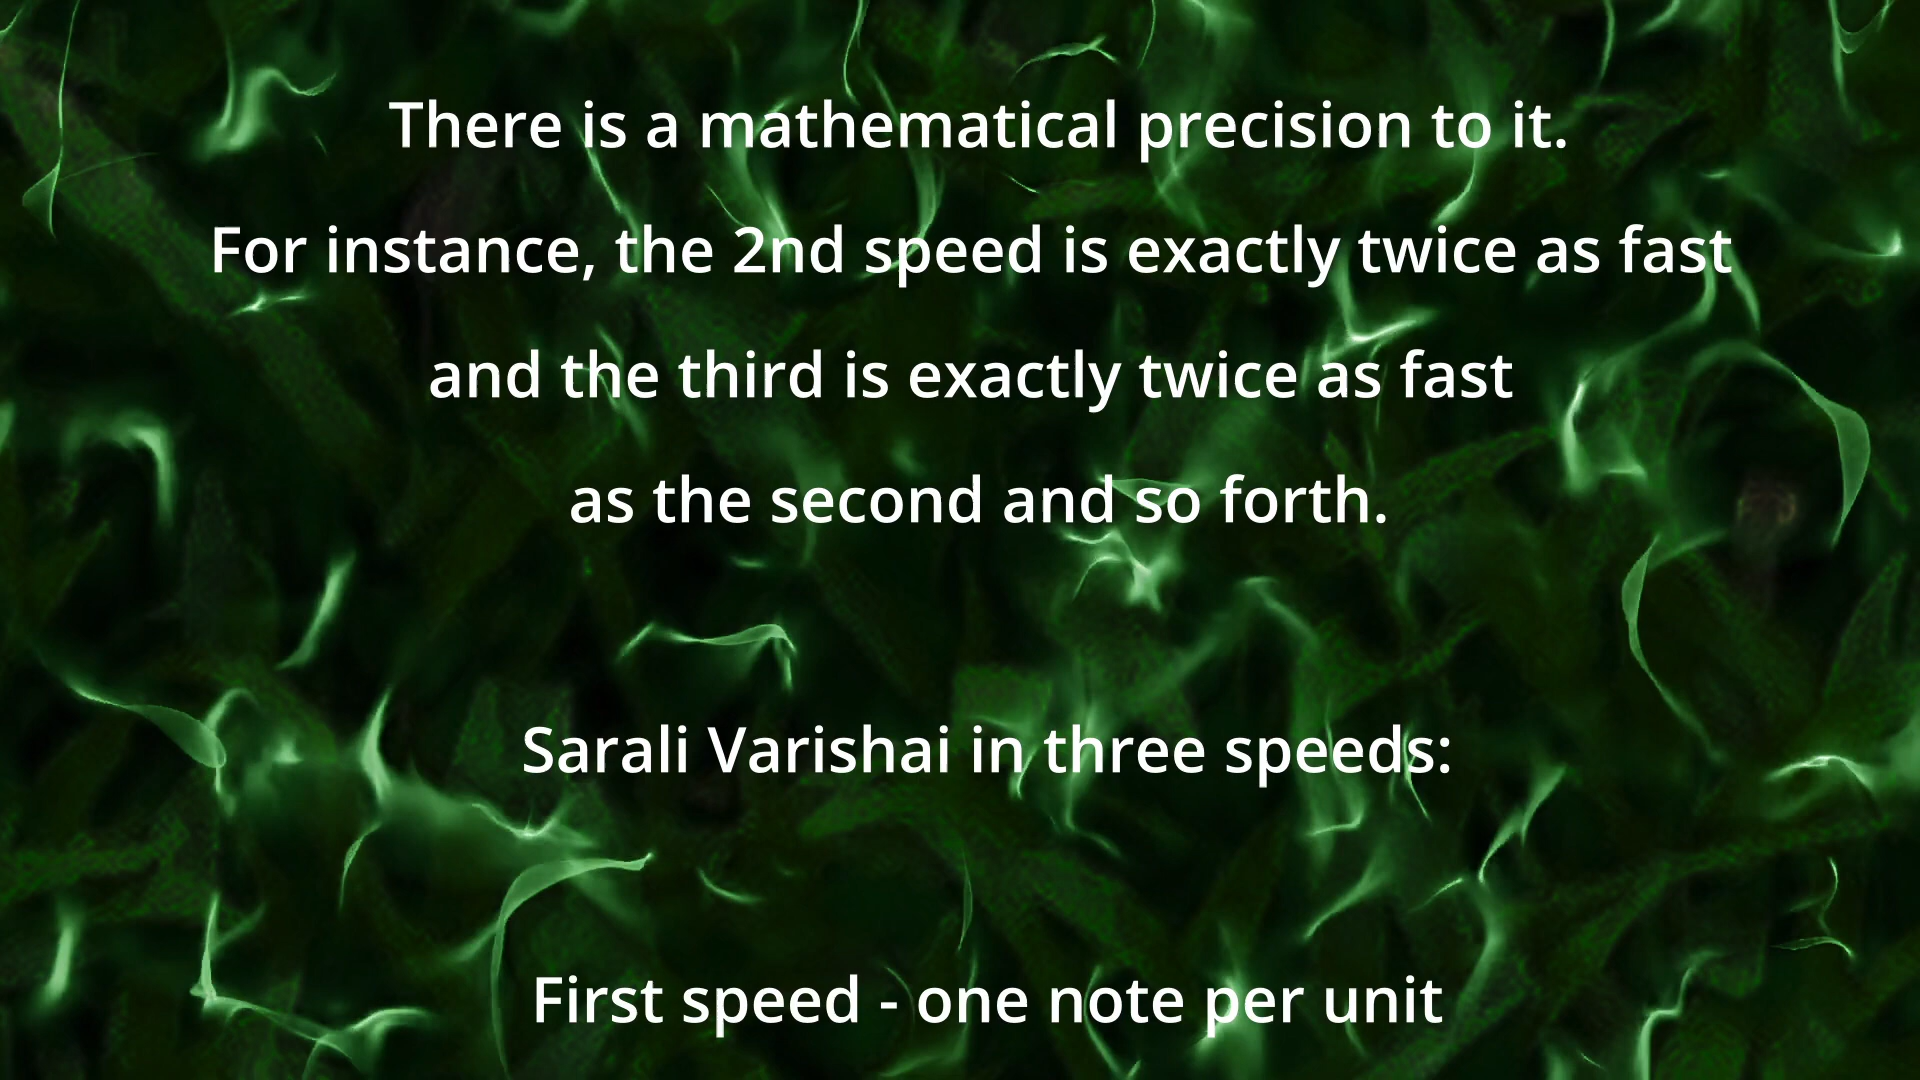 There is a mathematical precision to it.
For instance, the 2nd speed is exactly twice as fast
and the third is exactly twice as fast
as the second and so forth.
Sarali Varishai in three speeds:
First speed - one note per unit